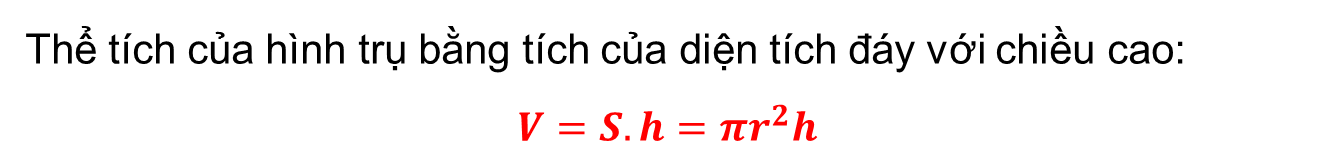 Thể tích của hình trụ bằng tích của diện tích đáy với chiều cao:
V = S.h = πr²h